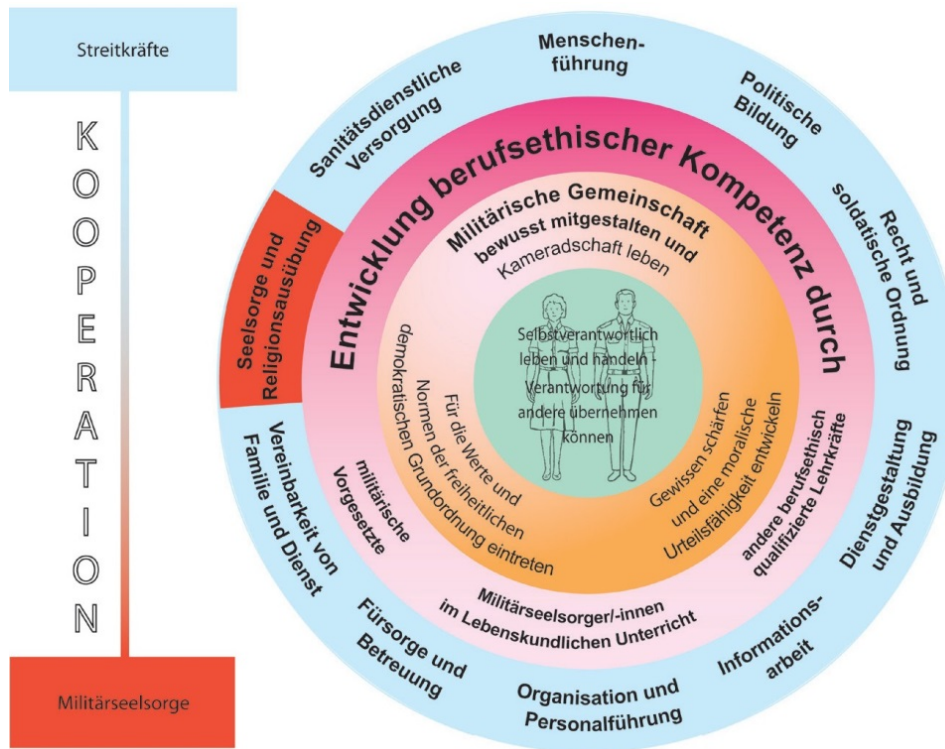 Streitkräfte
KOOPERATION
Militärseelsorge
Menschen-
führung
Politische
Bildung
Recht und
soldatische Ordnung
Dienstgestaltung
und Ausbildung
Informations-
arbeit
Organisation und
Personalführung
Fürsorge und
Betreuung
Vereinbarkeit von
Familie und Dienst
Seelsorge und
Religionsausübung
Sanitätsdienstliche
Versorgung
Entwicklung berufsethischer Kompetenz durch
militärische
Vorgesetzte
Militärseelsorger/-innen
im Lebenskundlichen Unterricht
andere berufsethisch
qualifizierte Lehrkräfte
Militärische Gemeinschaft
bewusst mitgestalten und
Kameradschaft leben
Gewissen schärfen
und eine moralische
Urteilsfähigkeit entwickeln
Für die Werte und
Normen der freiheitlichen
demokratischen Grundordnung eintreten
Selbstverantwortlich
leben und handeln -
Verantwortung für
andere übernehmen
können